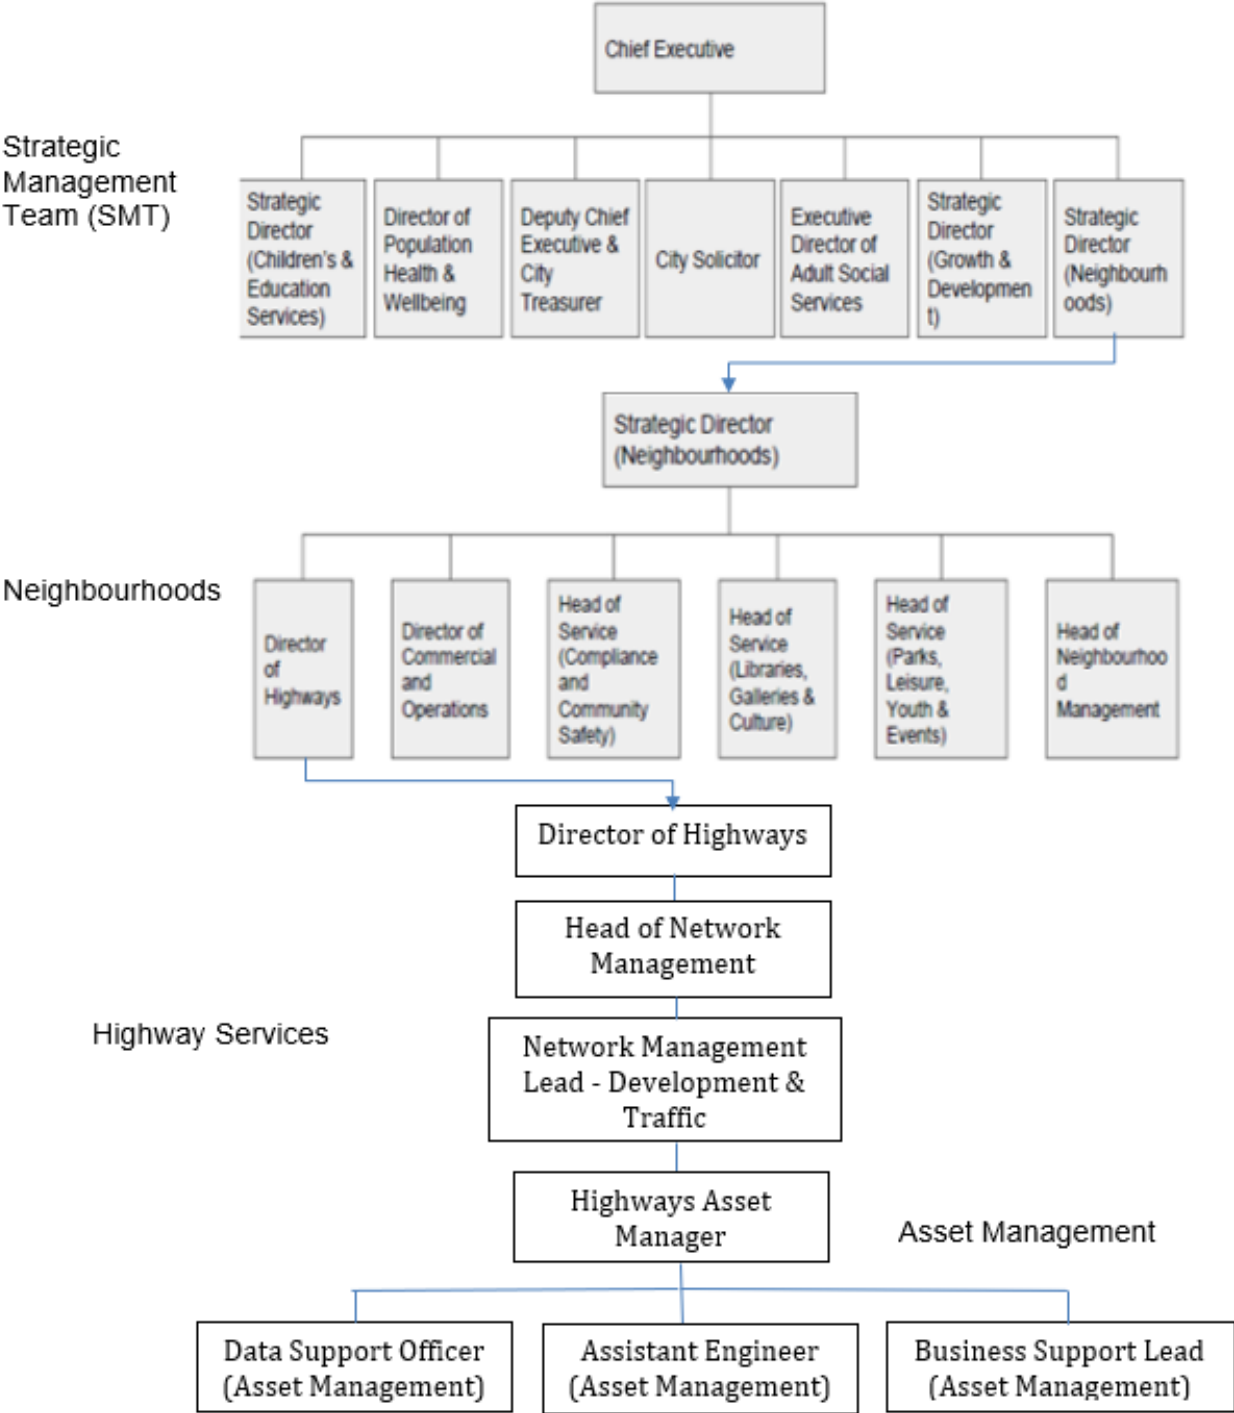 Chief Executive
Strategic
Management
Team (SMT)
Strategic
Director
(Children's &
Education
Services)
Director of
Population
Health &
Wellbeing
Deputy Chief
Executive &
City
Treasurer
City Solicitor
Executive
Director of
Adult Social
Services
Strategic
Director
(Growth &
Developmen
t)
Strategic
Director
(Neighbourh
oods)
Strategic Director
(Neighbourhoods)
Neighbourhoods
Director
of
Highways
Director of
Commercial
and
Operations
Head of
Service
(Compliance
and
Community
Safety)
Head of
Service
(Libraries,
Galleries &
Culture)
Head of
Service
(Parks,
Leisure,
Youth &
Events)
Head of
Neighbourhoo
d
Management
Director of Highways
Head of Network
Management
Highway Services
Network Management
Lead - Development &
Traffic
Highways Asset
Manager
Asset Management
Data Support Officer
(Asset Management)
Assistant Engineer
(Asset Management)
Business Support Lead
(Asset Management)